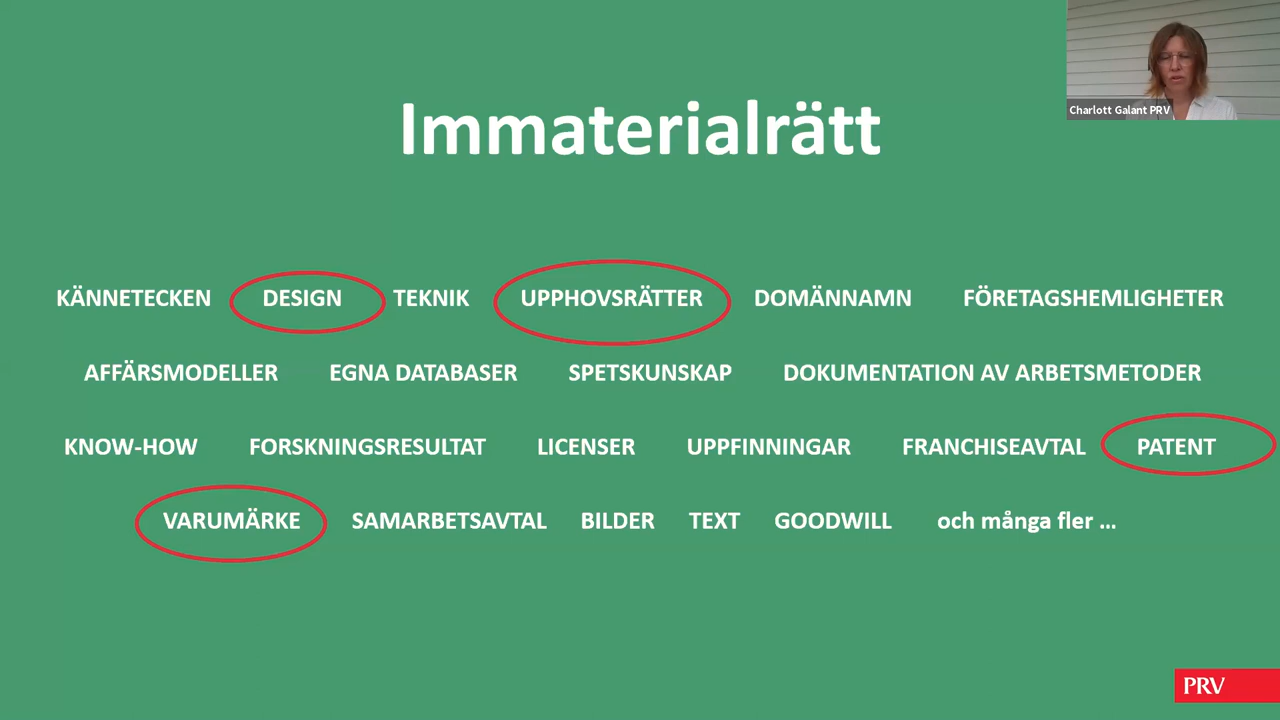 Charlott Galant PRV
Immaterialrätt
KÄNNETECKEN DESIGN TEKNIK UPPHOVSRÄTTER DOMÄNNAMN FÖRETAGSHEMLIGHETER
AFFÄRSMODELLER EGNA DATABASER SPETSKUNSKAP DOKUMENTATION AV ARBETSMETODER
KNOW-HOW FORSKNINGSRESULTAT LICENSER UPPFINNINGAR FRANCHISEAVTAL PATENT
VARUMÄRKE SAMARBETSAVTAL BILDER TEXT GOODWILL och många fler ...
PRV